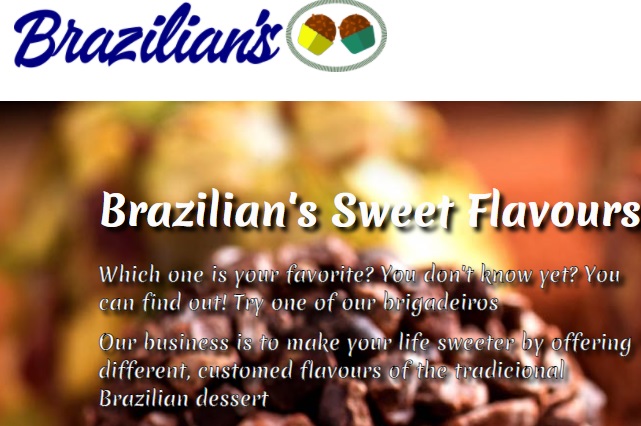 Brazilian's
Brazilian's Sweet Flavours
Which one is your favorite? You don't know yet? You
can find out! Try one of our brigadeiros
Our business is to make your life sweeter by offering
different, customed flavours of the tradicional
Brazilian dessert